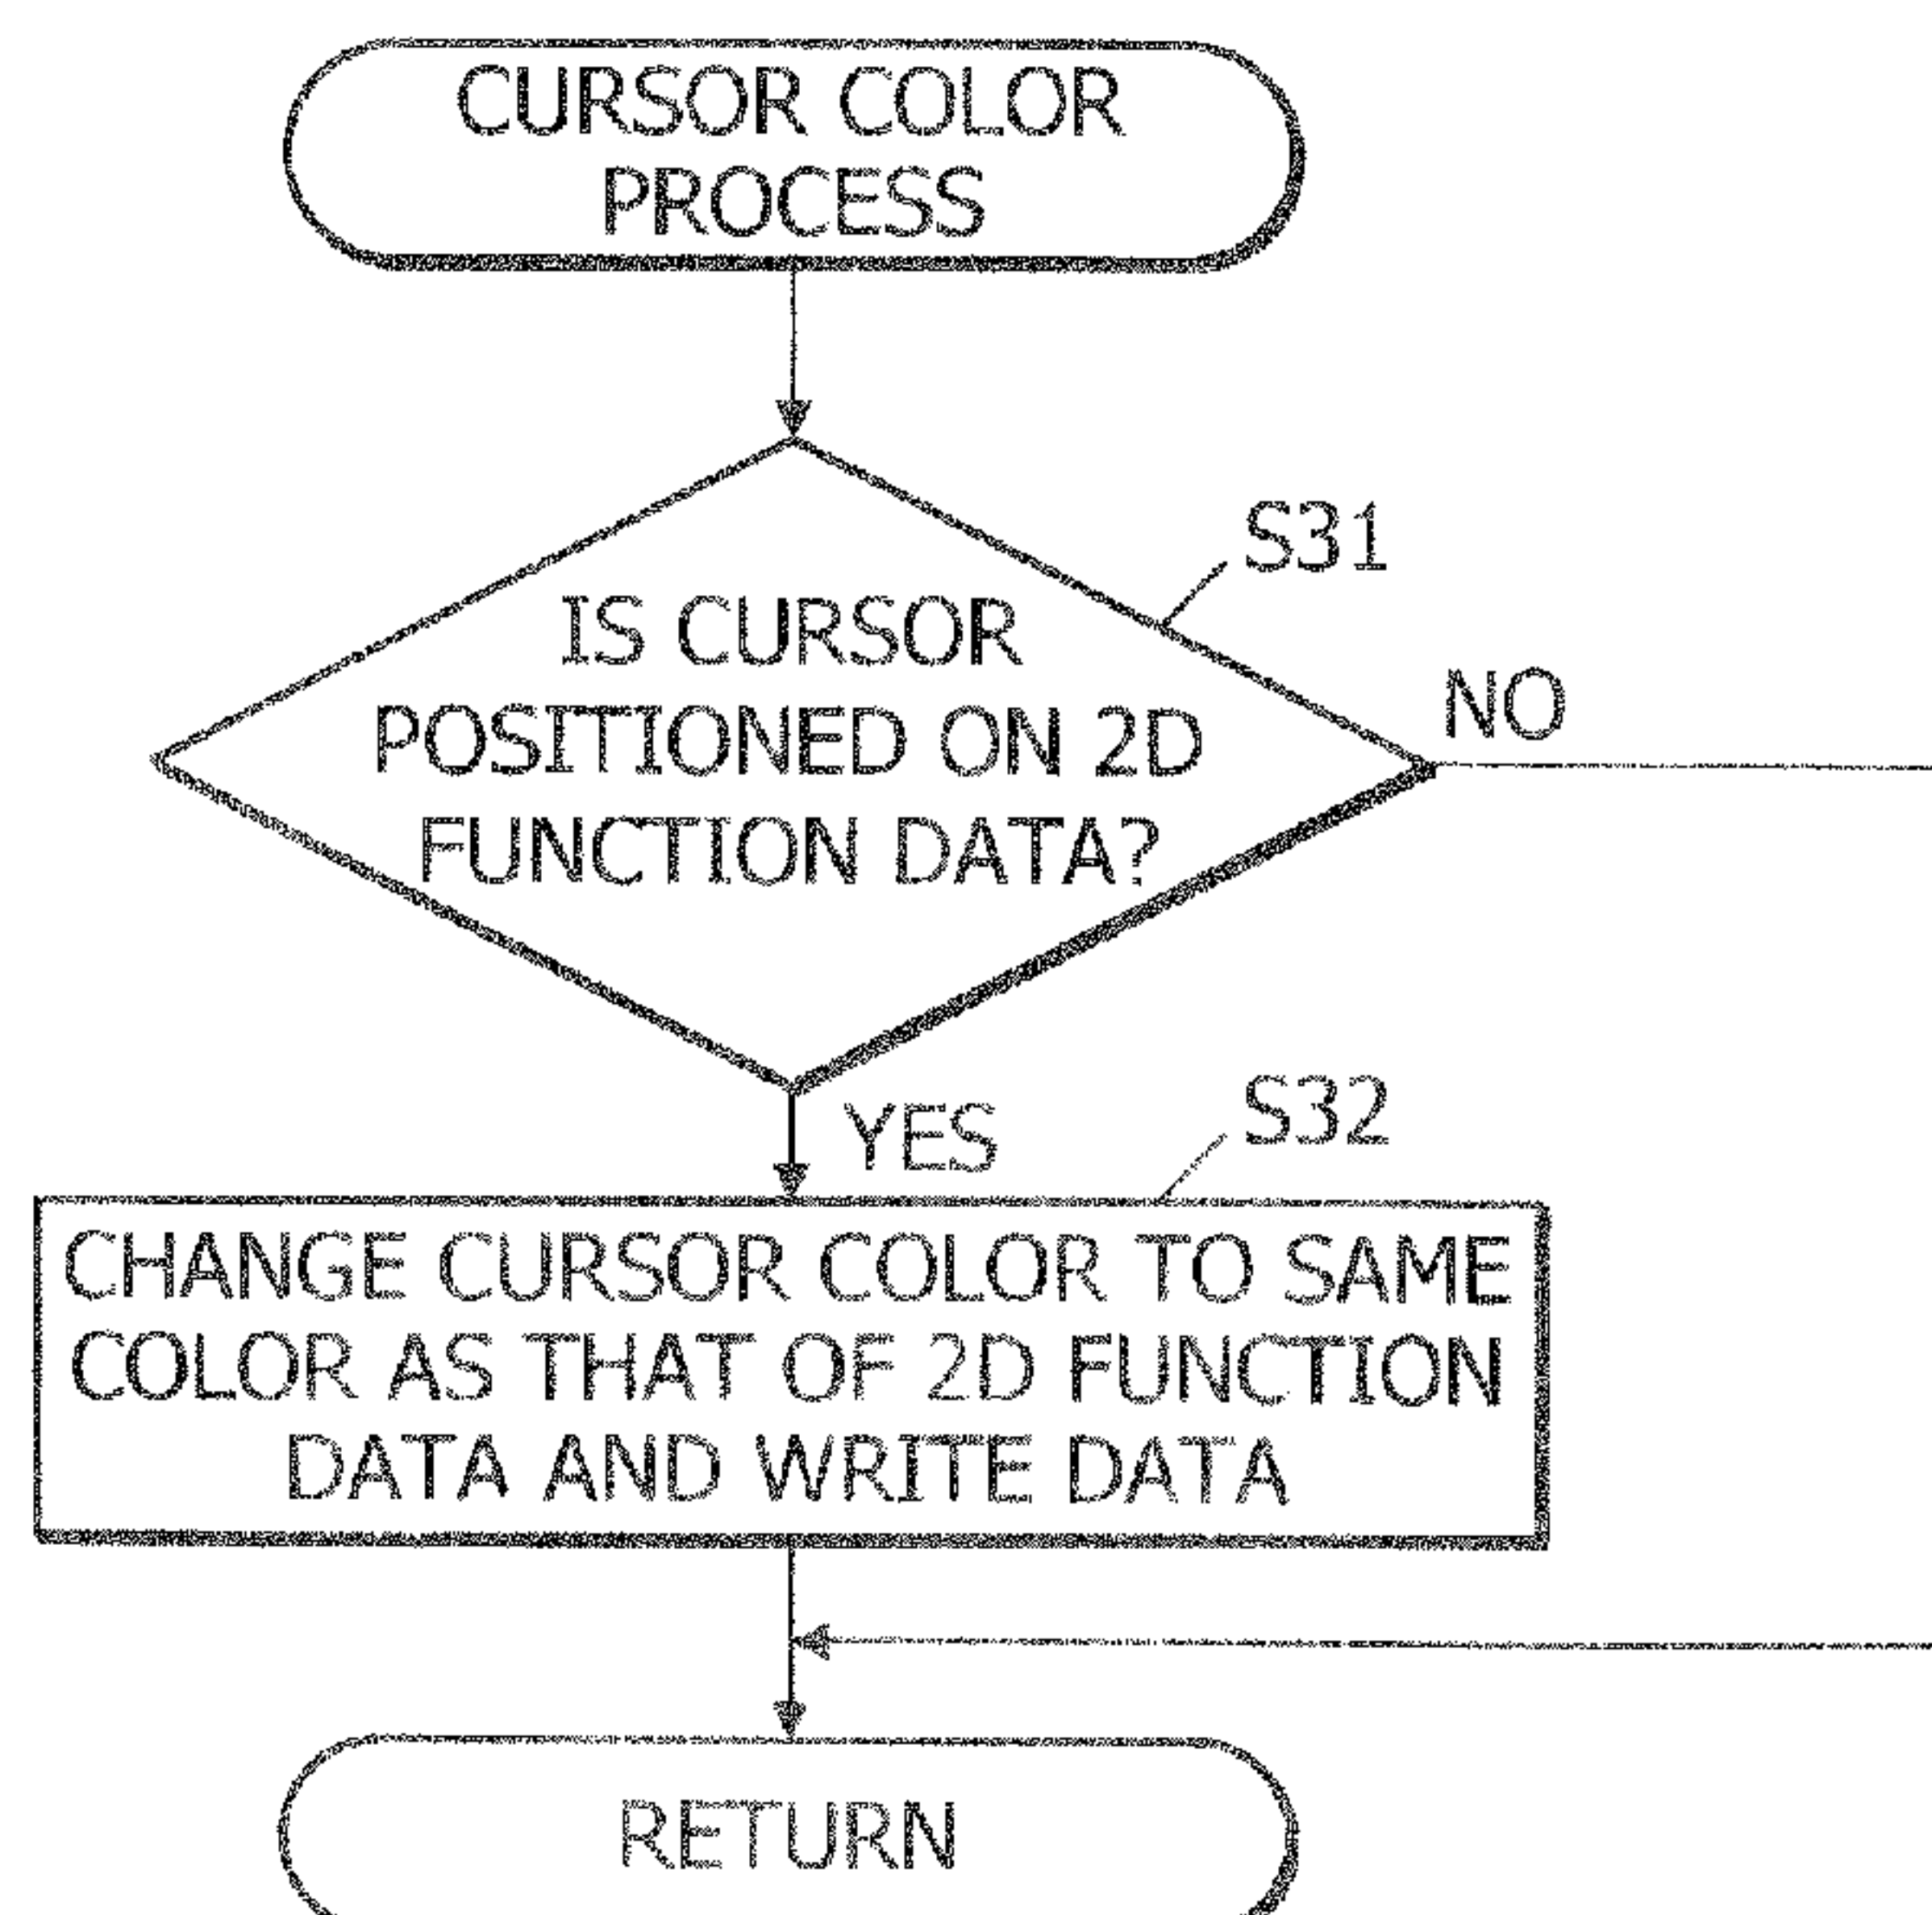 CURSOR COLOR
PROCESS
S31
IS CURSOR
POSITIONED ON 2D
FUNCTION DATA?
NO
YES
S32
CHANGE CURSOR COLOR TO SAME
COLOR AS THAT OF 2D FUNCTION
DATA AND WRITE DATA
RETURN